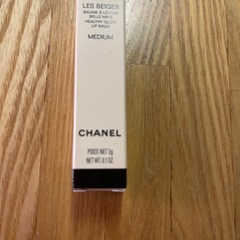 LES BEIGES
BAUME À LÈVRES
BELLE MINE
HEALTHY GLOW
LIP BALM
MEDIUM
CHANEL
POIDS NET 3g
NET WT. 0.1 OZ